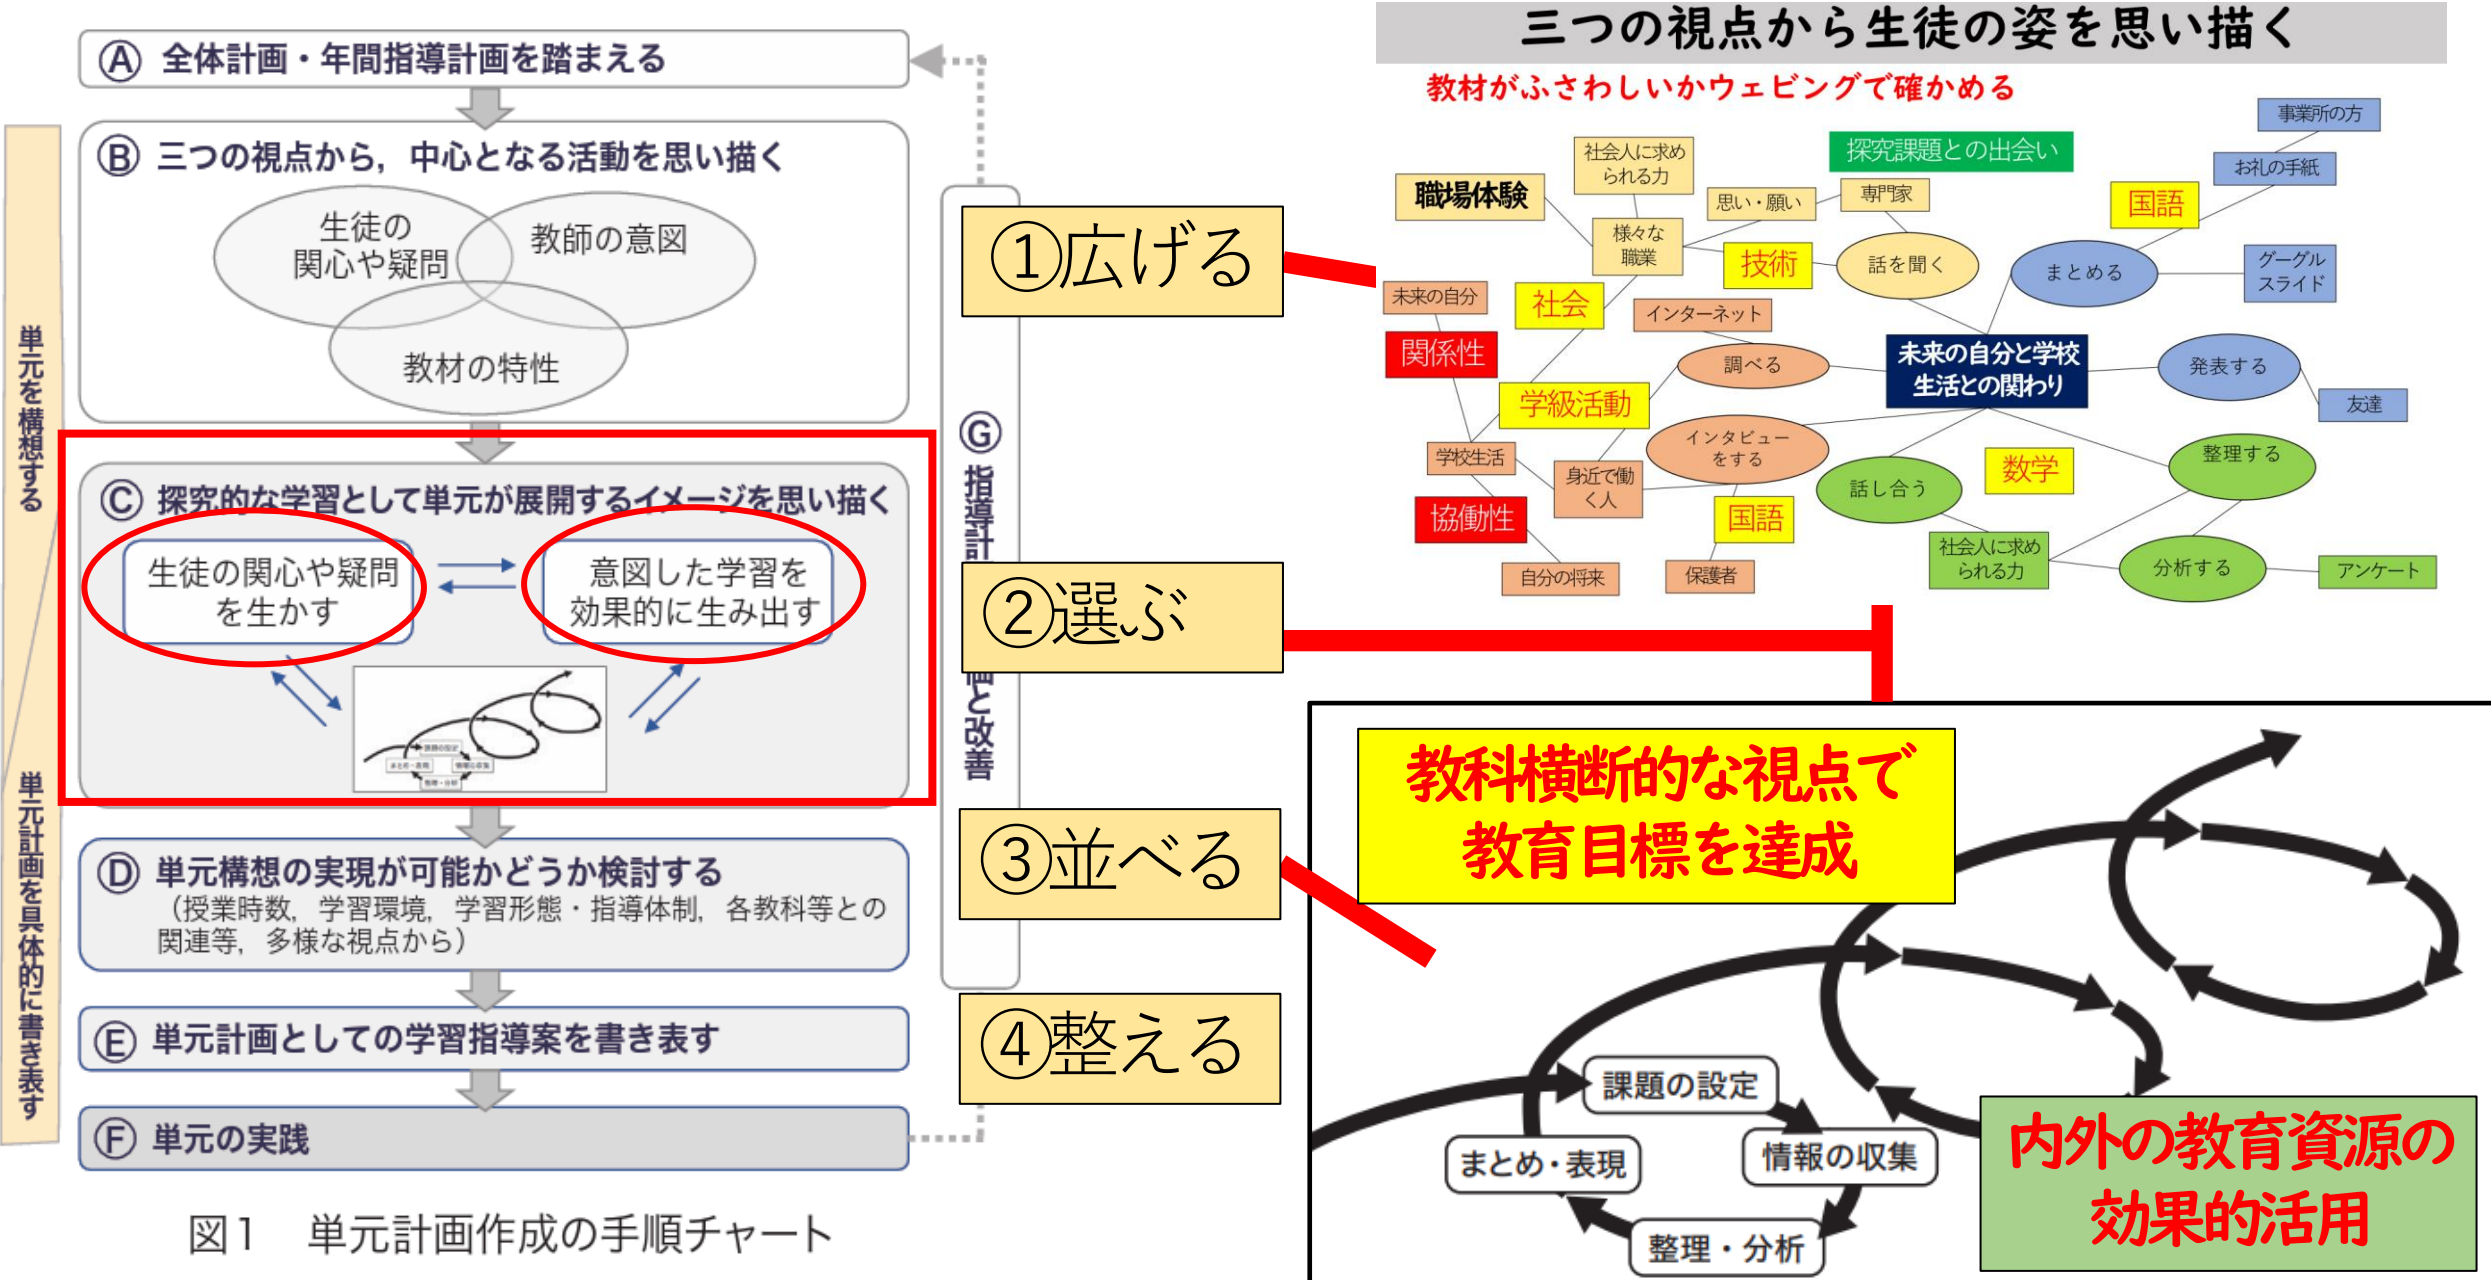 Ⓐ 全体計画・年間指導計画を踏まえる
Ⓑ 三つの視点から，中心となる活動を思い描く
生徒の
関心や疑問
教師の意図
教材の特性
Ⓒ 探究的な学習として単元が展開するイメージを思い描く
生徒の関心や疑問
を生かす
意図した学習を
効果的に生み出す
課題の設定
まとめ・表現
情報の収集
整理・分析
Ⓓ 単元構想の実現が可能かどうか検討する
（授業時数，学習環境，学習形態・指導体制，各教科等との
関連等，多様な視点から）
Ⓔ 単元計画としての学習指導案を書き表す
Ⓕ 単元の実践
単元を構想する
単元計画を具体的に書き表す
Ⓖ 指導計画と改善
図1 単元計画作成の手順チャート
①広げる
②選ぶ
③並べる
④整える
三つの視点から生徒の姿を思い描く
教材がふさわしいかウェビングで確かめる
職場体験
社会人に求め
られる力
探究課題との出会い
事業所の方
お礼の手紙
思い・願い
専門家
国語
様々な
職業
技術
話を聞く
まとめる
グーグル
スライド
未来の自分
社会
インターネット
関係性
調べる
未来の自分と学校
生活との関わり
発表する
学級活動
友達
インタビュー
をする
学校生活
身近で働
く人
話し合う
数学
整理する
協働性
国語
社会人に求め
られる力
分析する
アンケート
自分の将来
保護者
教科横断的な視点で
教育目標を達成
課題の設定
情報の収集
まとめ・表現
整理・分析
内外の教育資源の
効果的活用